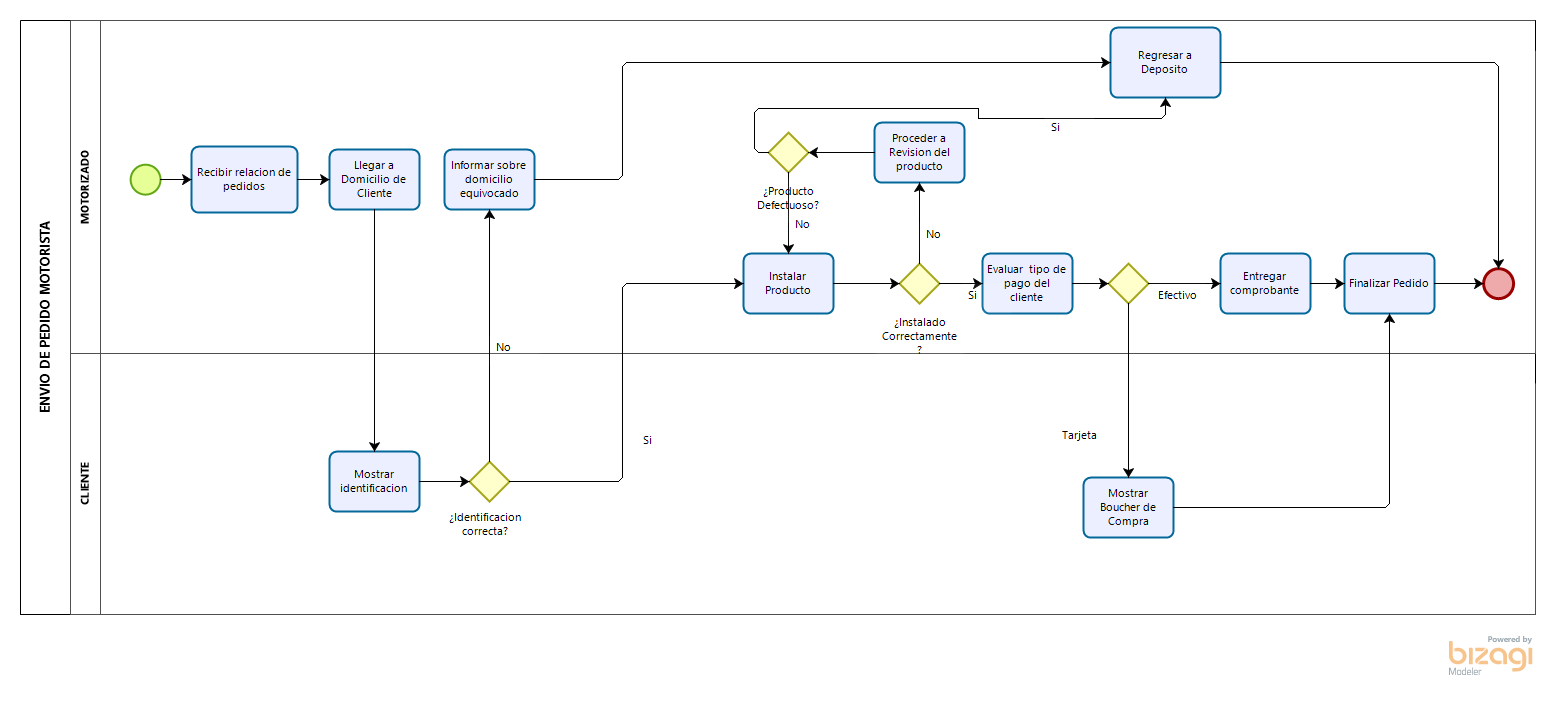 ENVIO DE PEDIDO MOTORISTA
MOTORIZADO
Recibir relacion de
pedidos
Llegar a
Domicilio de
Cliente
Informar sobre
domicilio
equivocado
Regresar a
Deposito
Si
Proceder a
Revision del
producto
¿Producto
Defectuoso?
No
No
Instalar
Producto
¿Instalado
Correctamente
?
Si
Evaluar tipo de
pago del
cliente
Efectivo
Entregar
comprobante
Finalizar Pedido
No
CLIENTE
Mostrar
identificacion
¿Identificacion
correcta?
Si
Tarjeta
Mostrar
Boucher de
Compra
Powered by
bizagi
Modeler